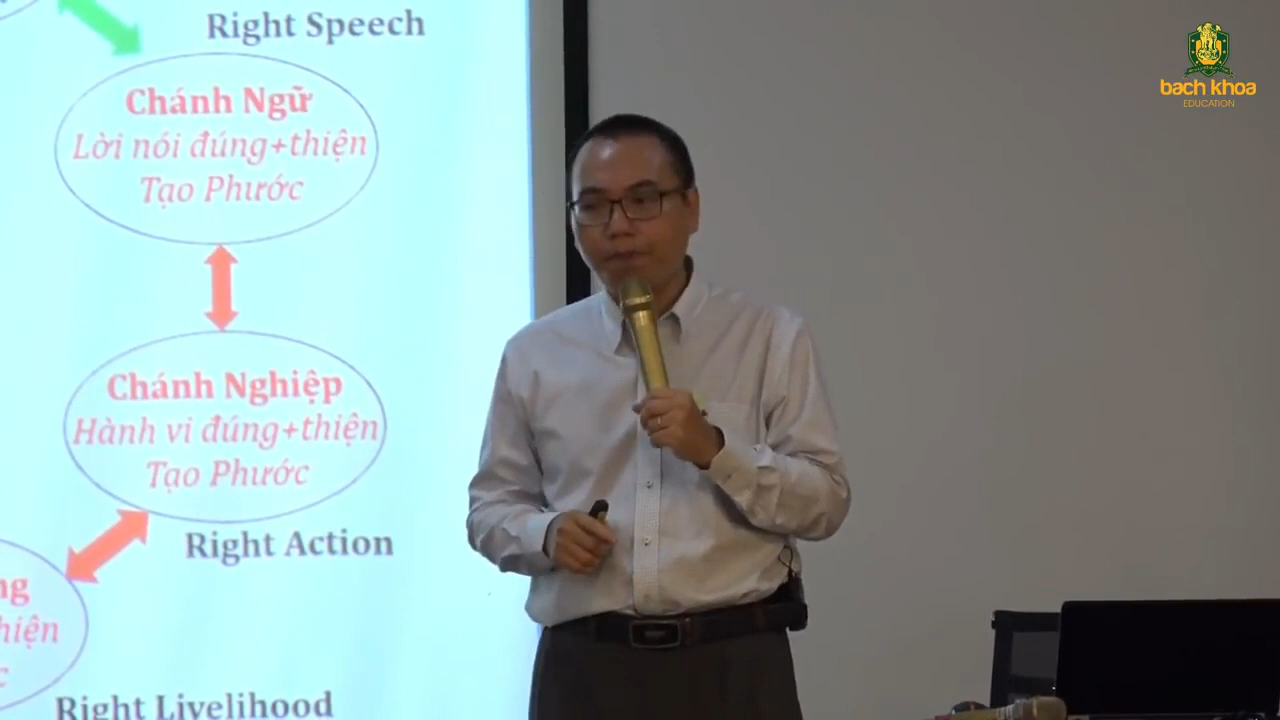 Right Speech
Chánh Ngữ
Lời nói đúng+thiện
Tạo Phước
Chánh Nghiệp
Hành vi đúng+thiện
Tạo Phước
Right Action
Right Livelihood
bach khoa
EDUCATION